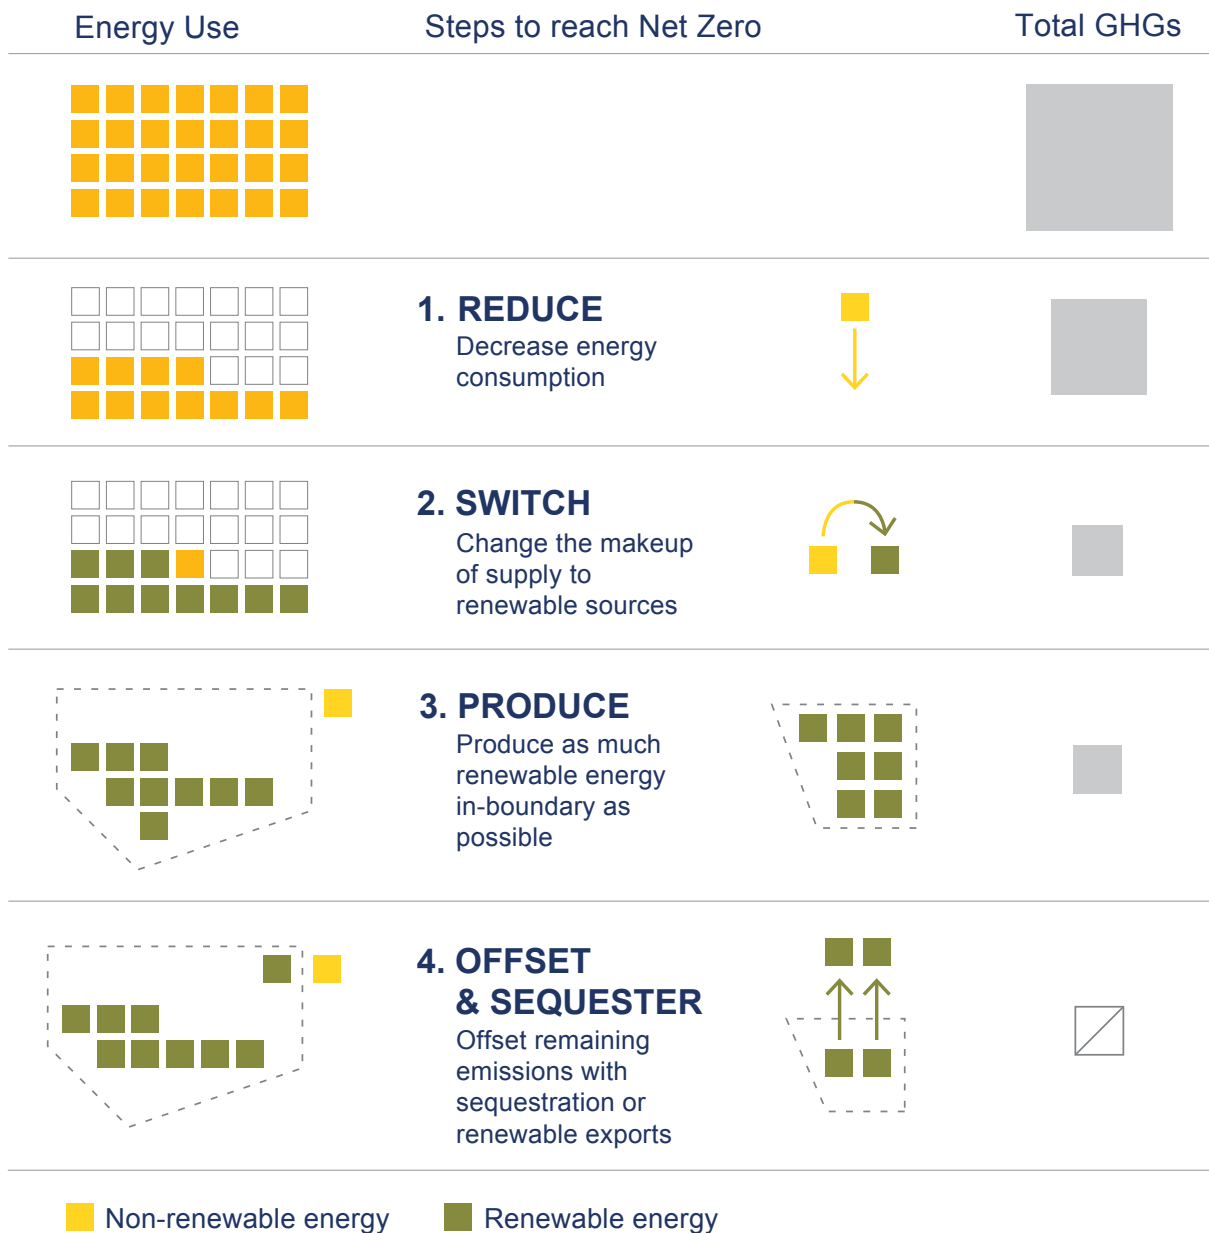 Energy Use
Steps to reach Net Zero
Total GHGs
1. REDUCE
Decrease energy
consumption
2. SWITCH
Change the makeup
of supply to
renewable sources
3. PRODUCE
Produce as much
renewable energy
in-boundary as
possible
4. OFFSET
& SEQUESTER
Offset remaining
emissions with
sequestration or
renewable exports
Non-renewable energy
Renewable energy